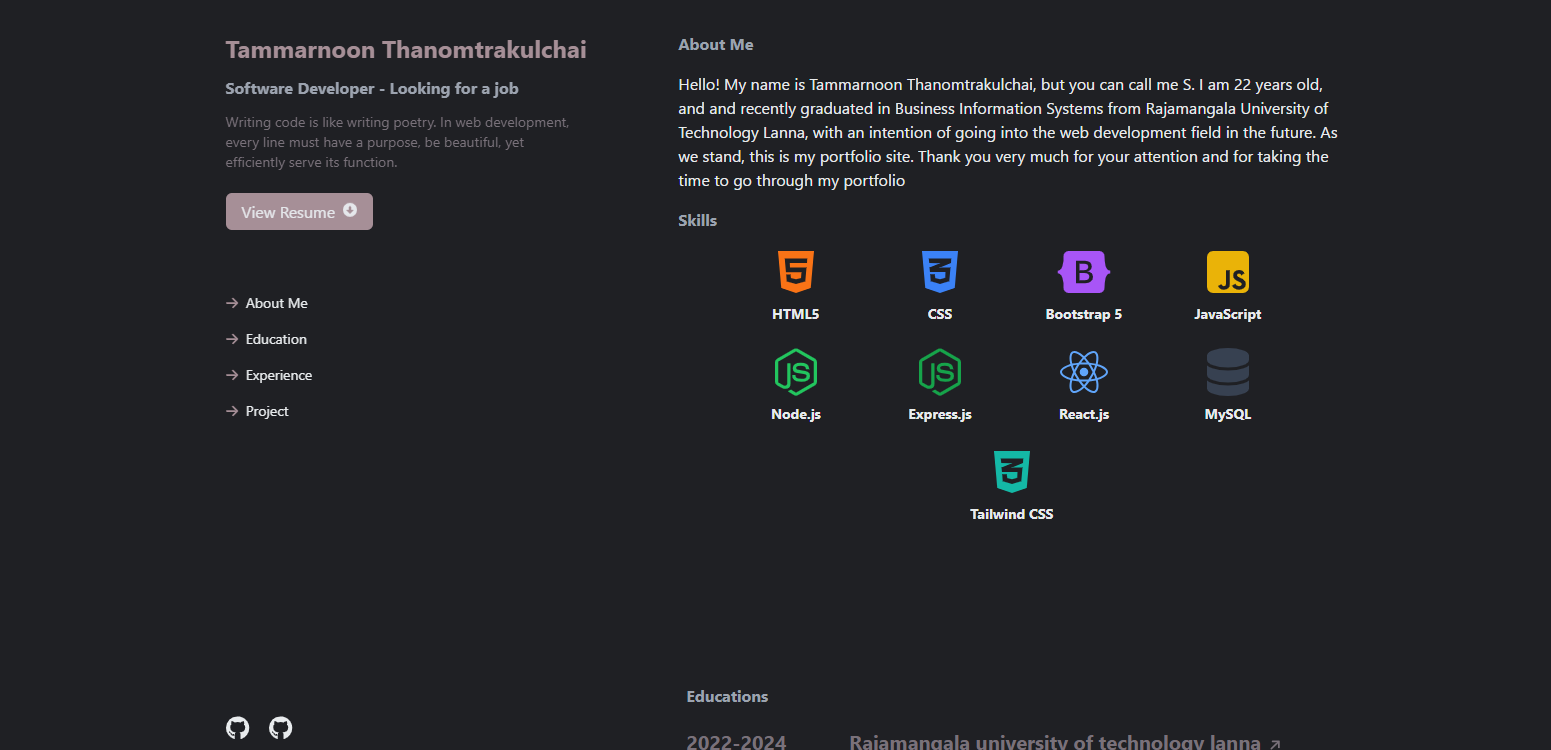 Tammarnoon Thanomtrakulchai
Software Developer - Looking for a job
Writing code is like writing poetry. In web development,
every line must have a purpose, be beautiful, yet
efficiently serve its function.
View Resume
About Me
Education
Experience
Project
About Me
Hello! My name is Tammarnoon Thanomtrakulchai, but you can call me S. I am 22 years old,
and and recently graduated in Business Information Systems from Rajamangala University of
Technology Lanna, with an intention of going into the web development field in the future. As
we stand, this is my portfolio site. Thank you very much for your attention and for taking the
time to go through my portfolio
Skills
HTML5 CSS Bootstrap 5 JavaScript
Node.js Express.js React.js MySQL
Tailwind CSS
Educations
2022-2024 Rajamangala university of technology lanna